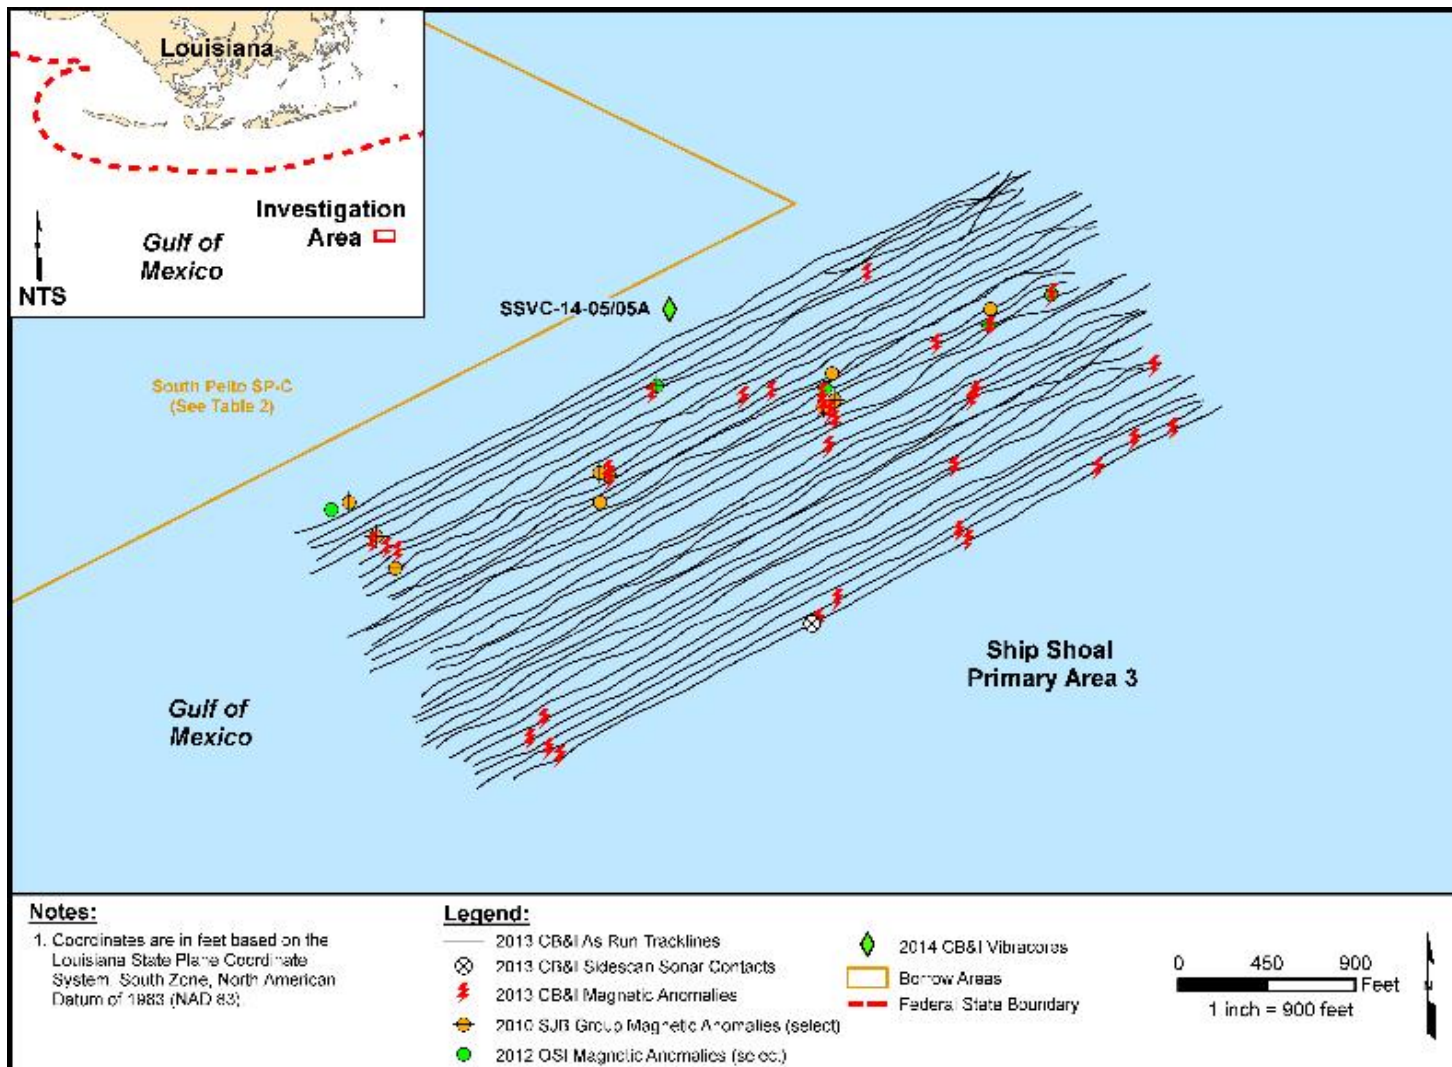 Louisiana
Investigation
Area
Gulf of
Mexico
NTS
SSVC-14-05/05A
South Pelto SP-C
(See Table 2)
Ship Shoal
Primary Area 3
Gulf of
Mexico
Notes:
1. Coordinates are in feet based on the
Louisiana State Plane Coordinate
System, South Zone, North American
Datum of 1983 (NAD 83)
Legend:
2013 CB&I As Run Tracklines
2013 CB&I Sidescan Sonar Contacts
2013 CB&I Magnetic Anomalies
2010 SJB Group Magnetic Anomalies (select)
2012 OSI Magnetic Anomalies (select)
2014 CB&I Vibracores
Borrow Areas
Federal State Boundary
0 450 900
Feet
1 inch = 900 feet
N